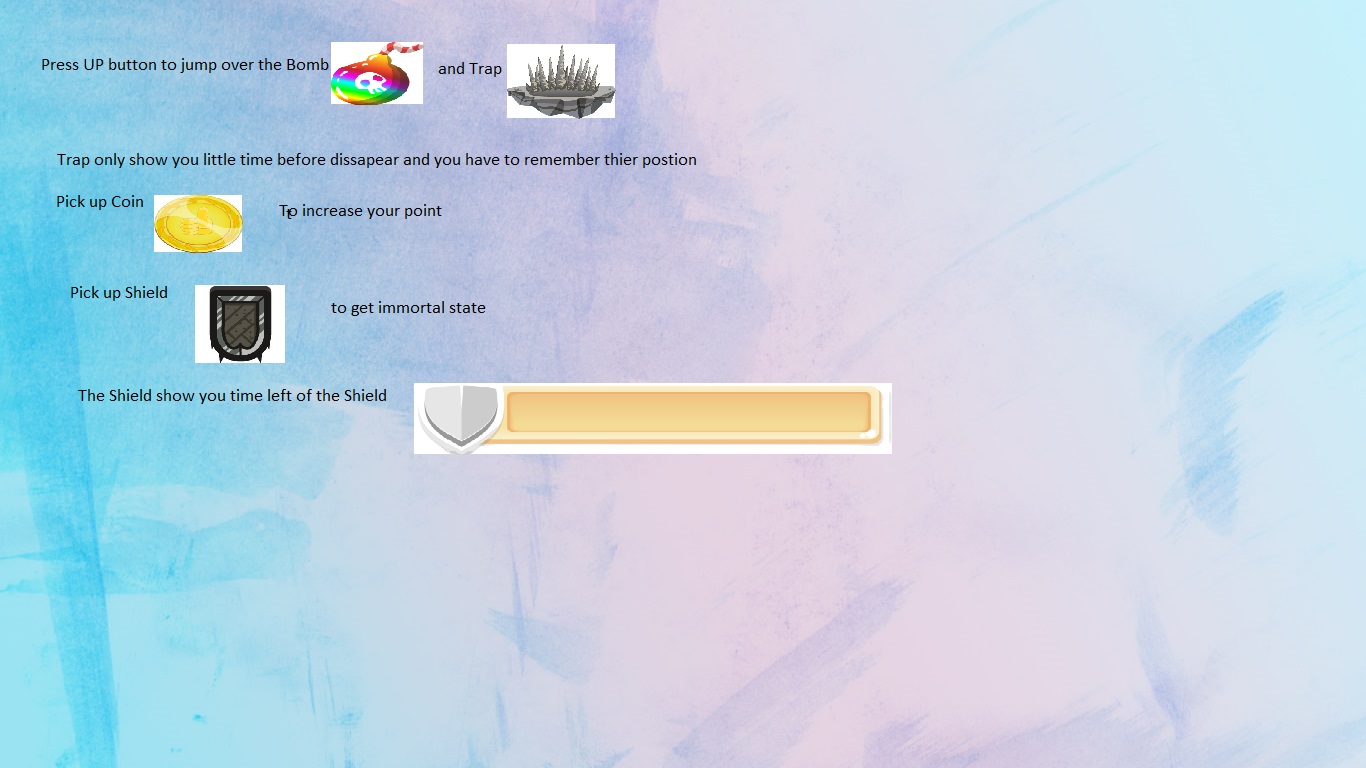 Press UP button to jump over the Bomb and Trap
Trap only show you little time before dissapear and you have to remember thier postion
Pick up Coin To increase your point
Pick up Shield to get immortal state
The Shield show you time left of the Shield